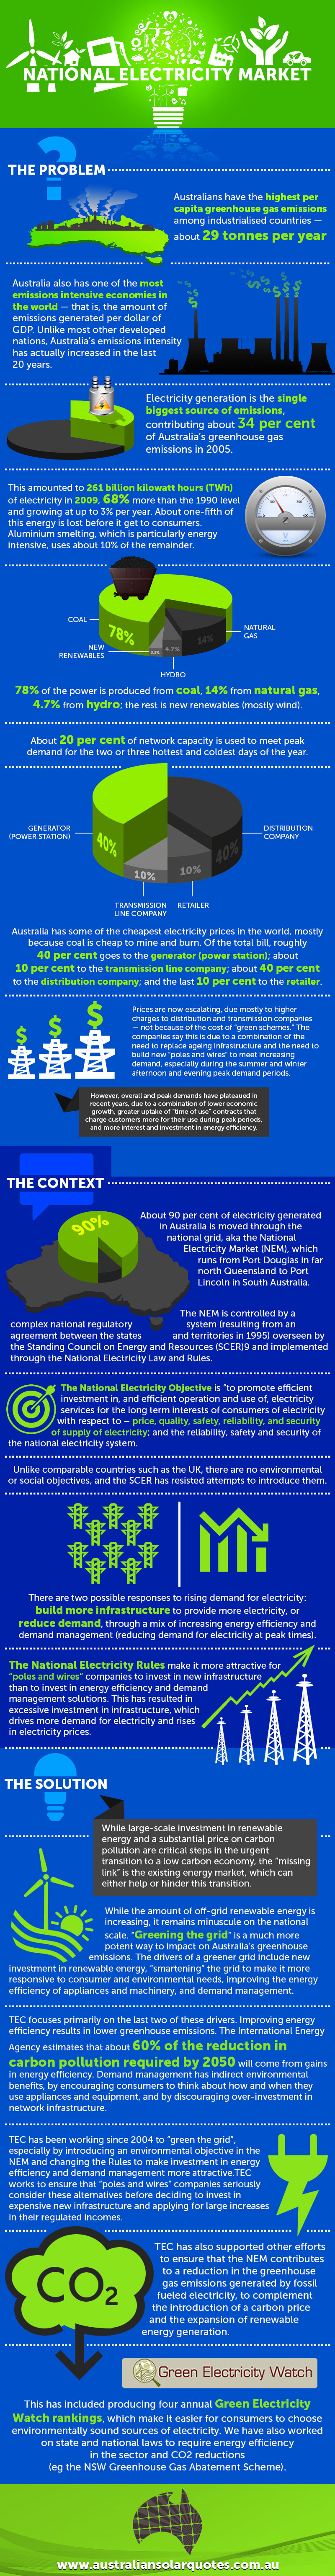 NATIONAL ELECTRICITY MARKET
THE PROBLEM
Australians have the highest per
capita greenhouse gas emissions
among industrialised countries —
about 29 tonnes per year
Australia also has one of the most
emissions intensive economies in
the world — that is, the amount of
emissions generated per dollar of
GDP. Unlike most other developed
nations, Australia's emissions intensity
has actually increased in the last
20 years.
Electricity generation is the single
biggest source of emissions,
contributing about 34 per cent
of Australia's greenhouse gas
emissions in 2005.
This amounted to 261 billion kilowatt hours (TWh)
of electricity in 2009, 68% more than the 1990 level
and growing at up to 3% per year. About one-fifth of
this energy is lost before it get to consumers.
Aluminium smelting, which is particularly energy
intensive, uses about 10% of the remainder.
COAL
78%
NEW
RENEWABLES
4.7%
14%
NATURAL
GAS
HYDRO
78% of the power is produced from coal, 14% from natural gas,
4.7% from hydro; the rest is new renewables (mostly wind).
About 20 per cent of network capacity is used to meet peak
demand for the two or three hottest and coldest days of the year.
GENERATOR
(POWER STATION)
40%
10%
10%
40%
DISTRIBUTION
COMPANY
TRANSMISSION
LINE COMPANY
RETAILER
Australia has some of the cheapest electricity prices in the world, mostly
because coal is cheap to mine and burn. Of the total bill, roughly
40 per cent goes to the generator (power station); about
10 per cent to the transmission line company; about 40 per cent
to the distribution company; and the last 10 per cent to the retailer.
$ $ $
Prices are now escalating, due mostly to higher
charges to distribution and transmission companies
— not because of the cost of "green schemes." The
companies say this is due to a combination of the
need to replace ageing infrastructure and the need to
build new "poles and wires" to meet increasing
demand, especially during the summer and winter
afternoon and evening peak demand periods.
However, overall and peak demands have plateaued in
recent years, due to a combination of lower economic
growth, greater uptake of "time of use" contracts that
charge customers more for their use during peak periods,
and more interest and investment in energy efficiency.
THE CONTEXT
90%
About 90 per cent of electricity generated
in Australia is moved through the
national grid, aka the National
Electricity Market (NEM), which
runs from Port Douglas in far
north Queensland to Port
Lincoln in South Australia.
The NEM is controlled by a
complex national regulatory system (resulting from an
agreement between the states and territories in 1995) overseen by
the Standing Council on Energy and Resources (SCER)9 and implemented
through the National Electricity Law and Rules.
The National Electricity Objective is "to promote efficient
investment in, and efficient operation and use of, electricity
services for the long term interests of consumers of electricity
with respect to – price, quality, safety, reliability, and security
of supply of electricity; and the reliability, safety and security of
the national electricity system.
Unlike comparable countries such as the UK, there are no environmental
or social objectives, and the SCER has resisted attempts to introduce them.
There are two possible responses to rising demand for electricity:
build more infrastructure to provide more electricity, or
reduce demand, through a mix of increasing energy efficiency and
demand management (reducing demand for electricity at peak times).
The National Electricity Rules make it more attractive for
"poles and wires" companies to invest in new infrastructure
than to invest in energy efficiency and demand
management solutions. This has resulted in
excessive investment in infrastructure, which
drives more demand for electricity and rises
in electricity prices.
THE SOLUTION
While large-scale investment in renewable
energy and a substantial price on carbon
pollution are critical steps in the urgent
transition to a low carbon economy, the "missing
link" is the existing energy market, which can
either help or hinder this transition.
While the amount of off-grid renewable energy is
increasing, it remains minuscule on the national
scale. "Greening the grid" is a much more
potent way to impact on Australia's greenhouse
emissions. The drivers of a greener grid include new
investment in renewable energy, "smartening" the grid to make it more
responsive to consumer and environmental needs, improving the energy
efficiency of appliances and machinery, and demand management.
TEC focuses primarily on the last two of these drivers. Improving energy
efficiency results in lower greenhouse emissions. The International Energy
Agency estimates that about 60% of the reduction in
carbon pollution required by 2050 will come from gains
in energy efficiency. Demand management has indirect environmental
benefits, by encouraging consumers to think about how and when they
use appliances and equipment, and by discouraging over-investment in
network infrastructure.
TEC has been working since 2004 to "green the grid",
especially by introducing an environmental objective in the
NEM and changing the Rules to make investment in energy
efficiency and demand management more attractive.TEC
works to ensure that "poles and wires" companies seriously
consider these alternatives before deciding to invest in
expensive new infrastructure and applying for large increases
in their regulated incomes.
CO2
TEC has also supported other efforts
to ensure that the NEM contributes
to a reduction in the greenhouse
gas emissions generated by fossil
fueled electricity, to complement
the introduction of a carbon price
and the expansion of renewable
energy generation.
Green Electricity Watch
This has included producing four annual Green Electricity
Watch rankings, which make it easier for consumers to choose
environmentally sound sources of electricity. We have also worked
on state and national laws to require energy efficiency
in the sector and CO2 reductions
(eg the NSW Greenhouse Gas Abatement Scheme).
www.australiansolarquotes.com.au